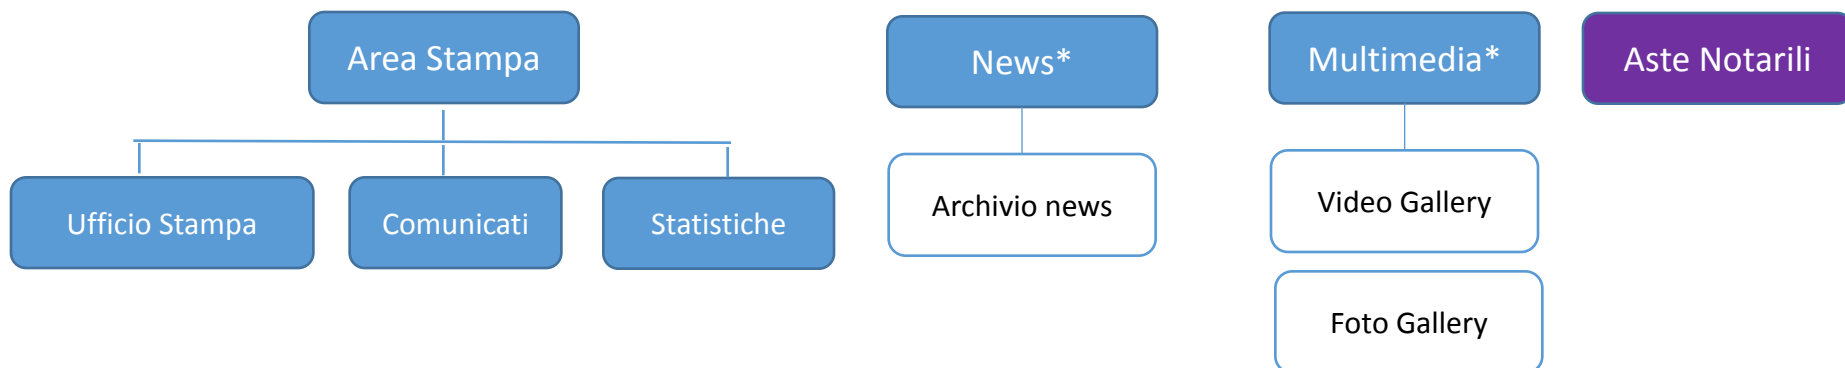 Area Stampa
News*
Multimedia*
Aste Notarili
Ufficio Stampa
Comunicati
Statistiche
Archivio news
Video Gallery
Foto Gallery